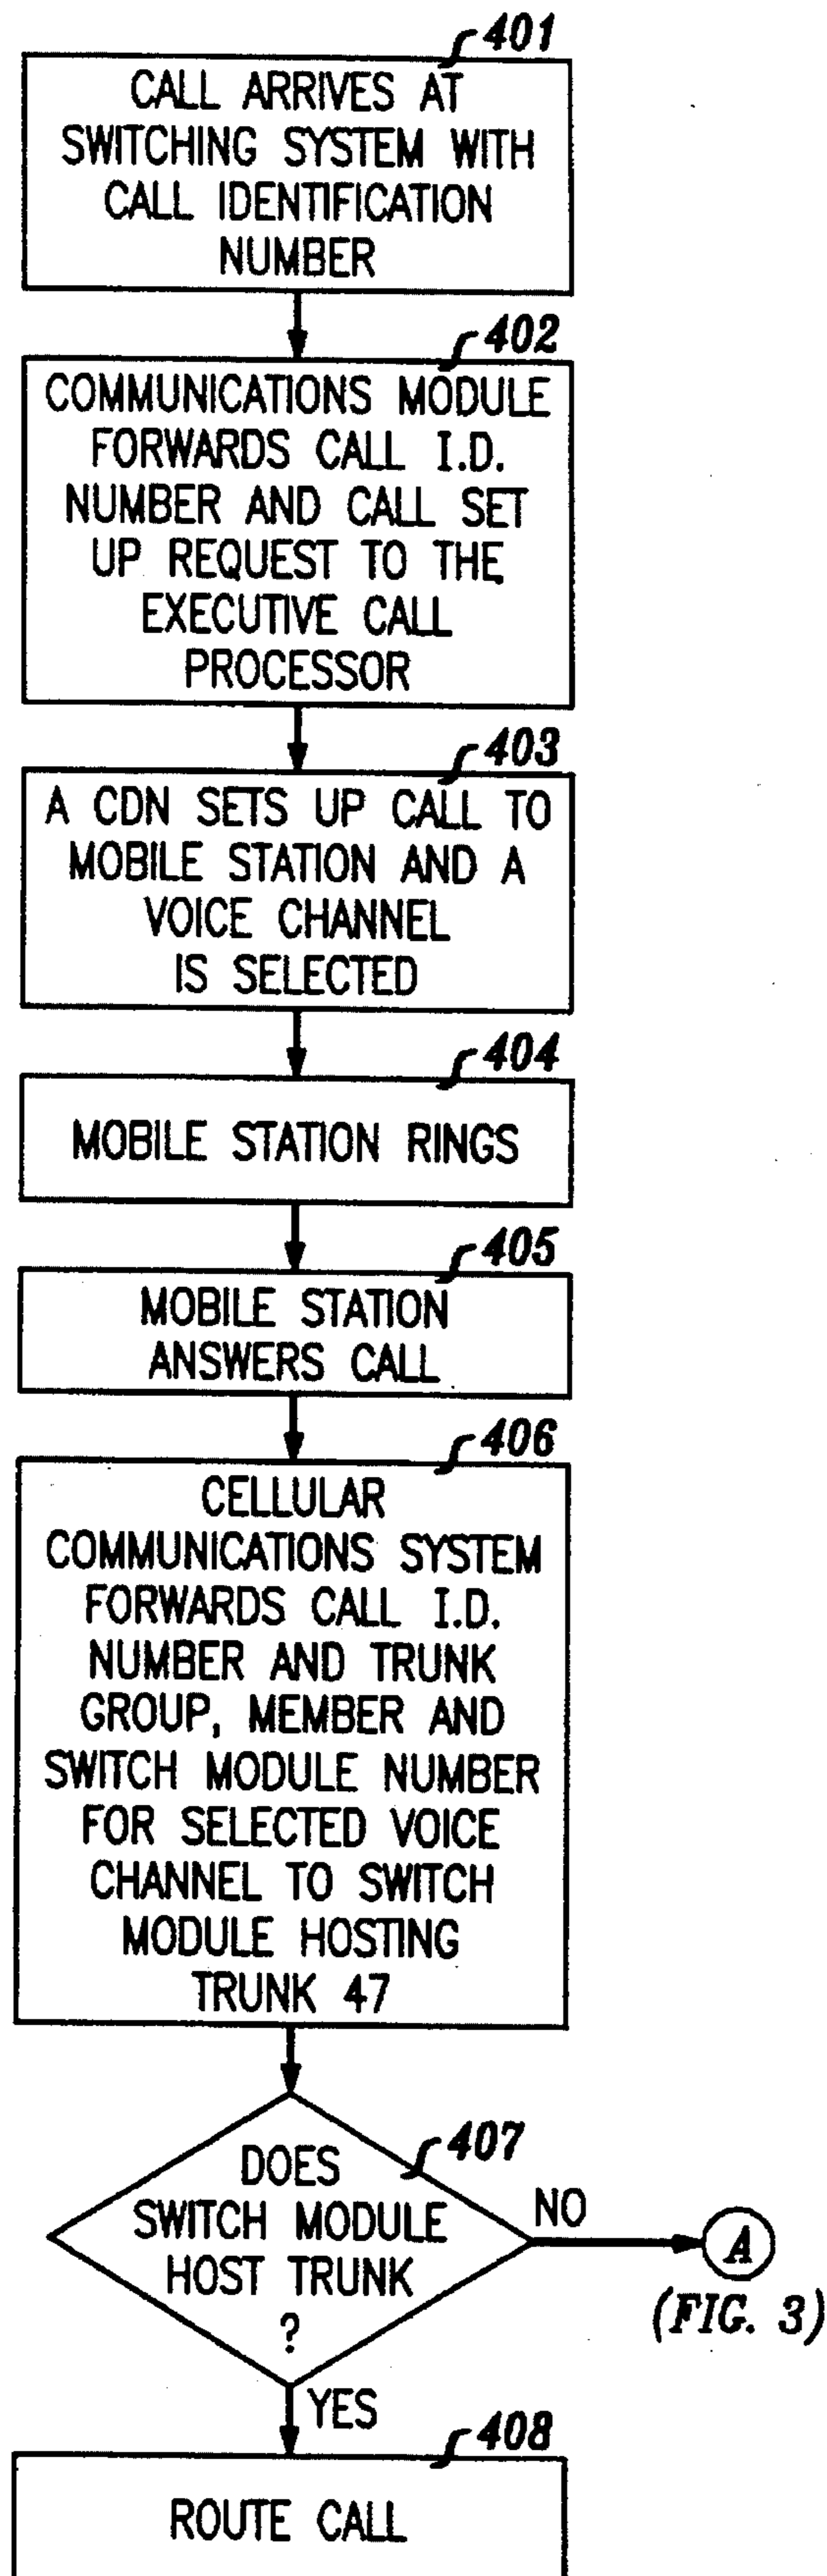 401
CALL ARRIVES AT
SWITCHING SYSTEM WITH
CALL IDENTIFICATION
NUMBER
402
COMMUNICATIONS MODULE
FORWARDS CALL I.D.
NUMBER AND CALL SET
UP REQUEST TO THE
EXECUTIVE CALL
PROCESSOR
403
A CDN SETS UP CALL TO
MOBILE STATION AND A
VOICE CHANNEL
IS SELECTED
404
MOBILE STATION RINGS
405
MOBILE STATION
ANSWERS CALL
406
CELLULAR
COMMUNICATIONS SYSTEM
FORWARDS CALL I.D.
NUMBER AND TRUNK
GROUP, MEMBER AND
SWITCH MODULE NUMBER
FOR SELECTED VOICE
CHANNEL TO SWITCH
MODULE HOSTING
TRUNK 47
407
DOES
SWITCH MODULE
HOST TRUNK
?
NO
A
(FIG. 3)
YES
408
ROUTE CALL